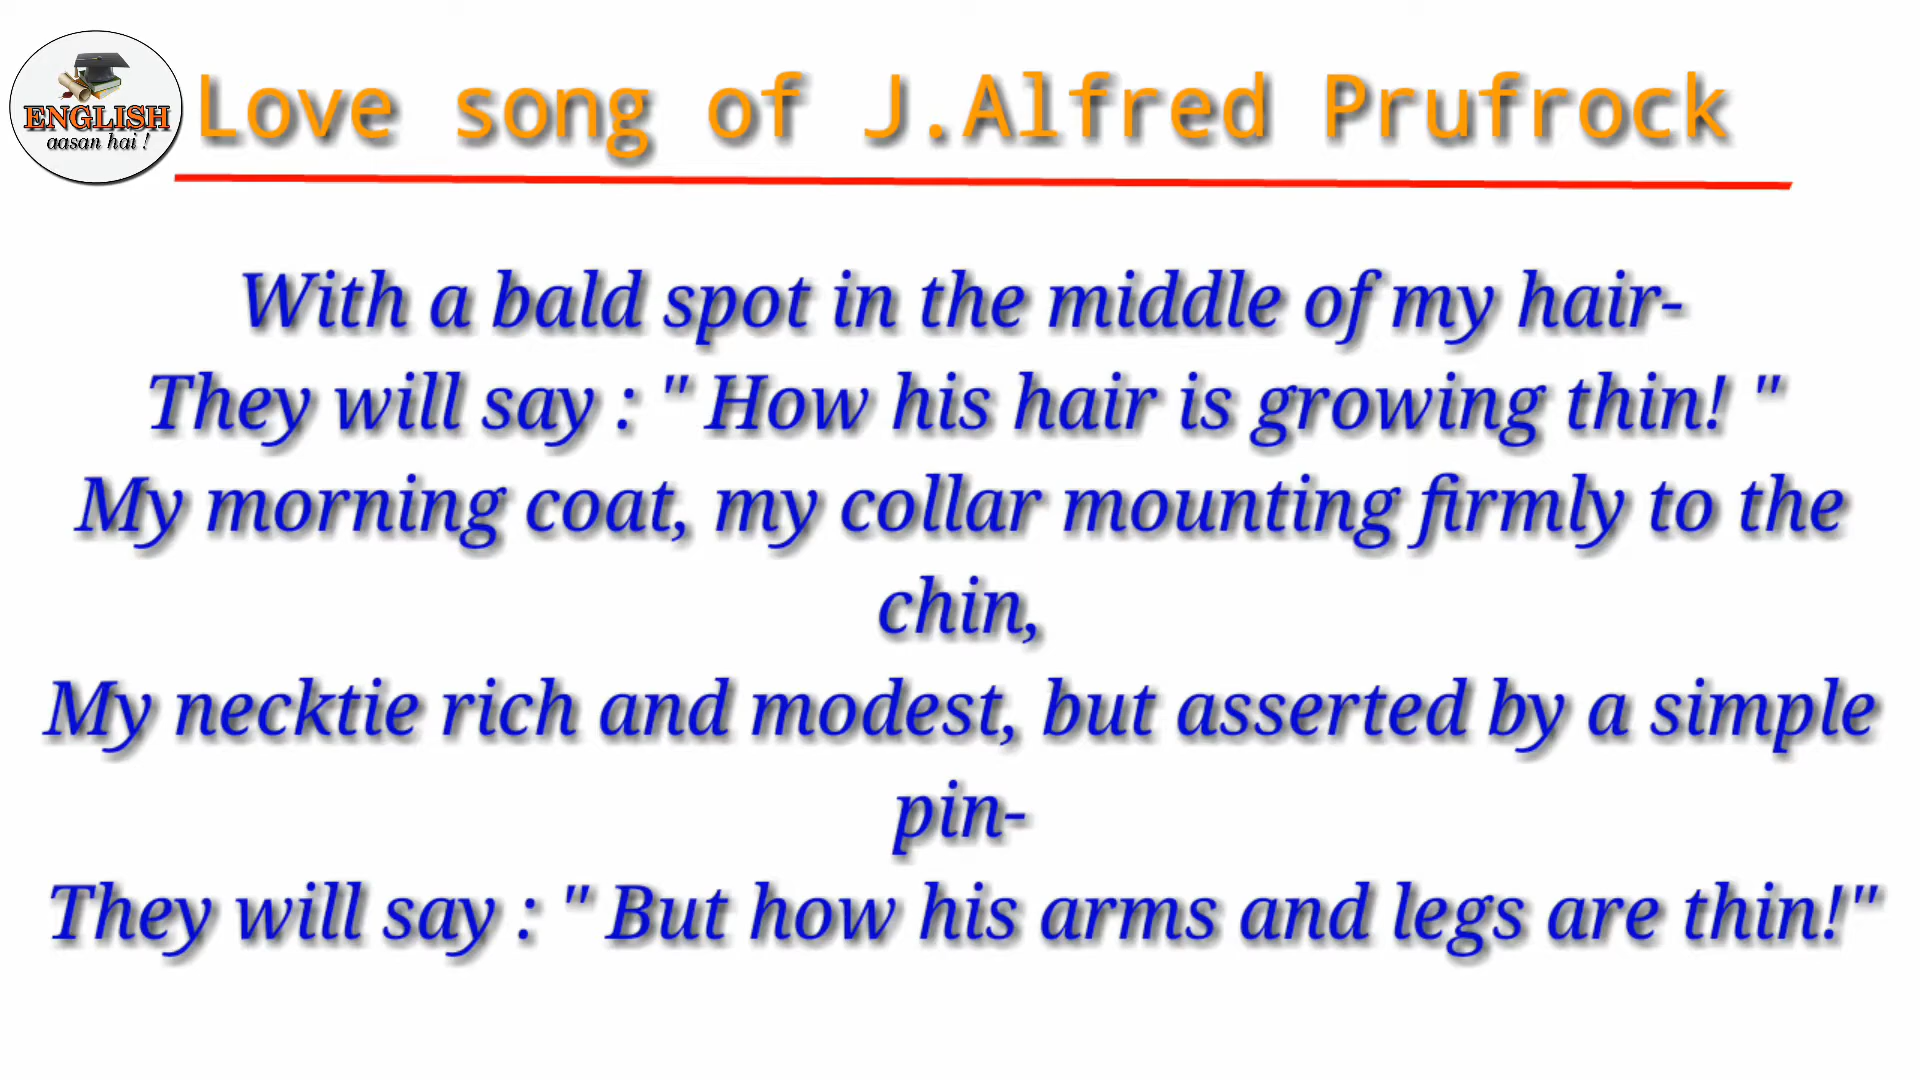 ENGLISH
aasan hai !
Love song of J.Alfred Prufrock
With a bald spot in the middle of my hair-
They will say : " How his hair is growing thin! "
My morning coat, my collar mounting firmly to the
chin,
My necktie rich and modest, but asserted by a simple
pin-
They will say : " But how his arms and legs are thin!"